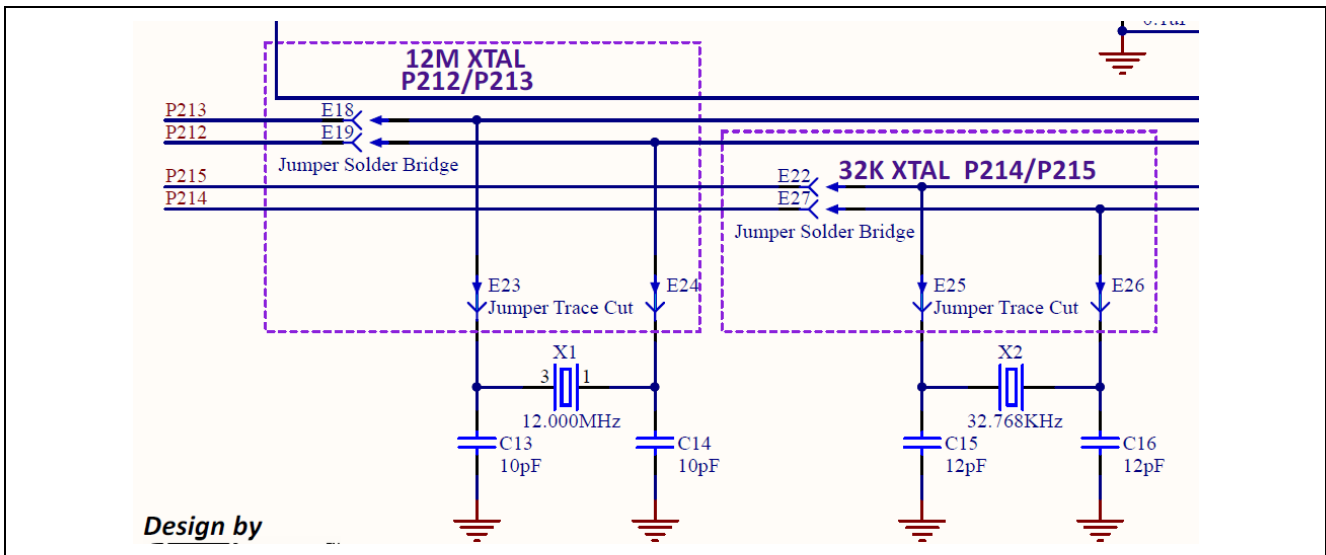 0.1uF
12M XTAL
P212/P213
P213
E18
P212
E19
Jumper Solder Bridge
P215
E22
32K XTAL P214/P215
P214
E27
Jumper Solder Bridge
E23
E24
Jumper Trace Cut
E25
E26
Jumper Trace Cut
X1
3
1
12.000MHz
X2
32.768KHz
C13
10pF
C14
10pF
C15
12pF
C16
12pF
Design by